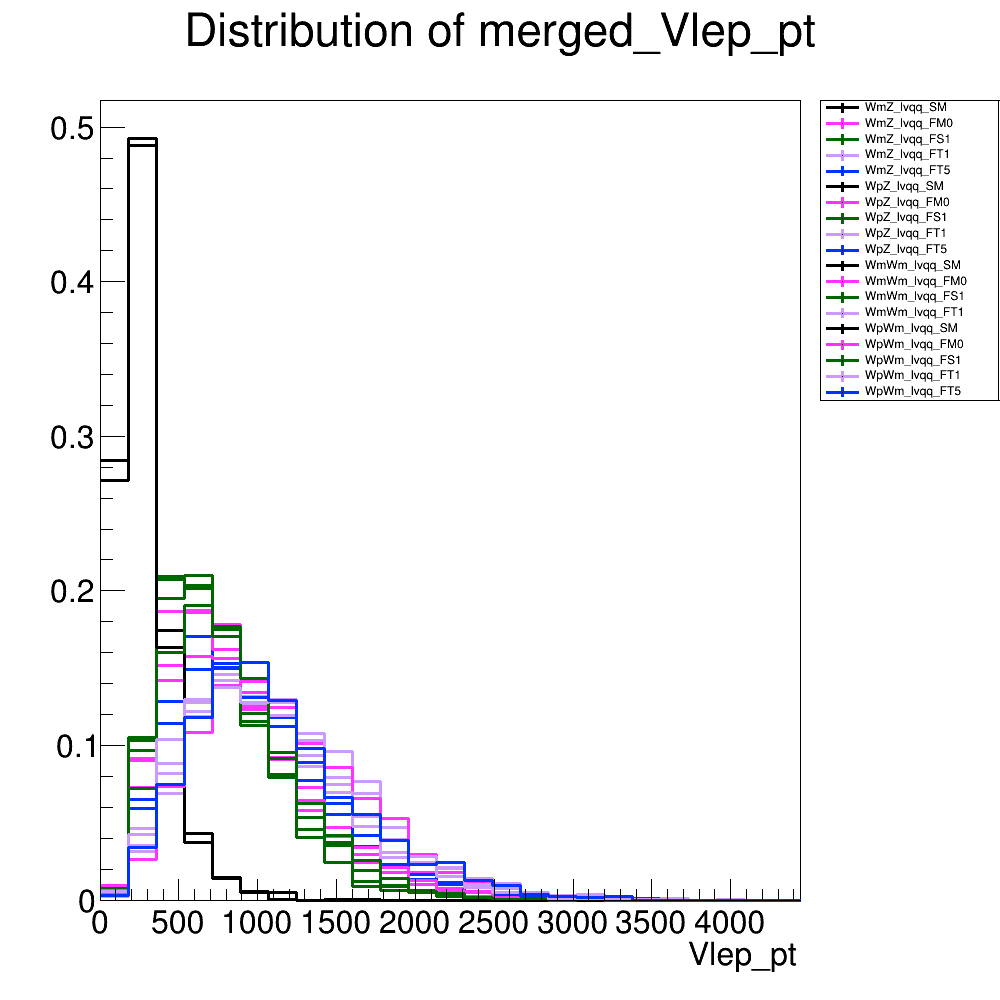 Distribution of merged_Vlep_pt
WmZ_lvqq_SM
WmZ_lvqq_FM0
WmZ_lvqq_FS1
WmZ_lvqq_FT1
WmZ_lvqq_FT5
WpZ_lvqq_SM
WpZ_lvqq_FM0
WpZ_lvqq_FS1
WpZ_lvqq_FT1
WpZ_lvqq_FT5
WmWm_lvqq_SM
WmWm_lvqq_FM0
WmWm_lvqq_FS1
WmWm_lvqq_FT1
WpWm_lvqq_SM
WpWm_lvqq_FM0
WpWm_lvqq_FS1
WpWm_lvqq_FT1
WpWm_lvqq_FT5
0.5
0.4
0.3
0.2
0.1
0
0 500 1000 1500 2000 2500 3000 3500 4000
Vlep_pt